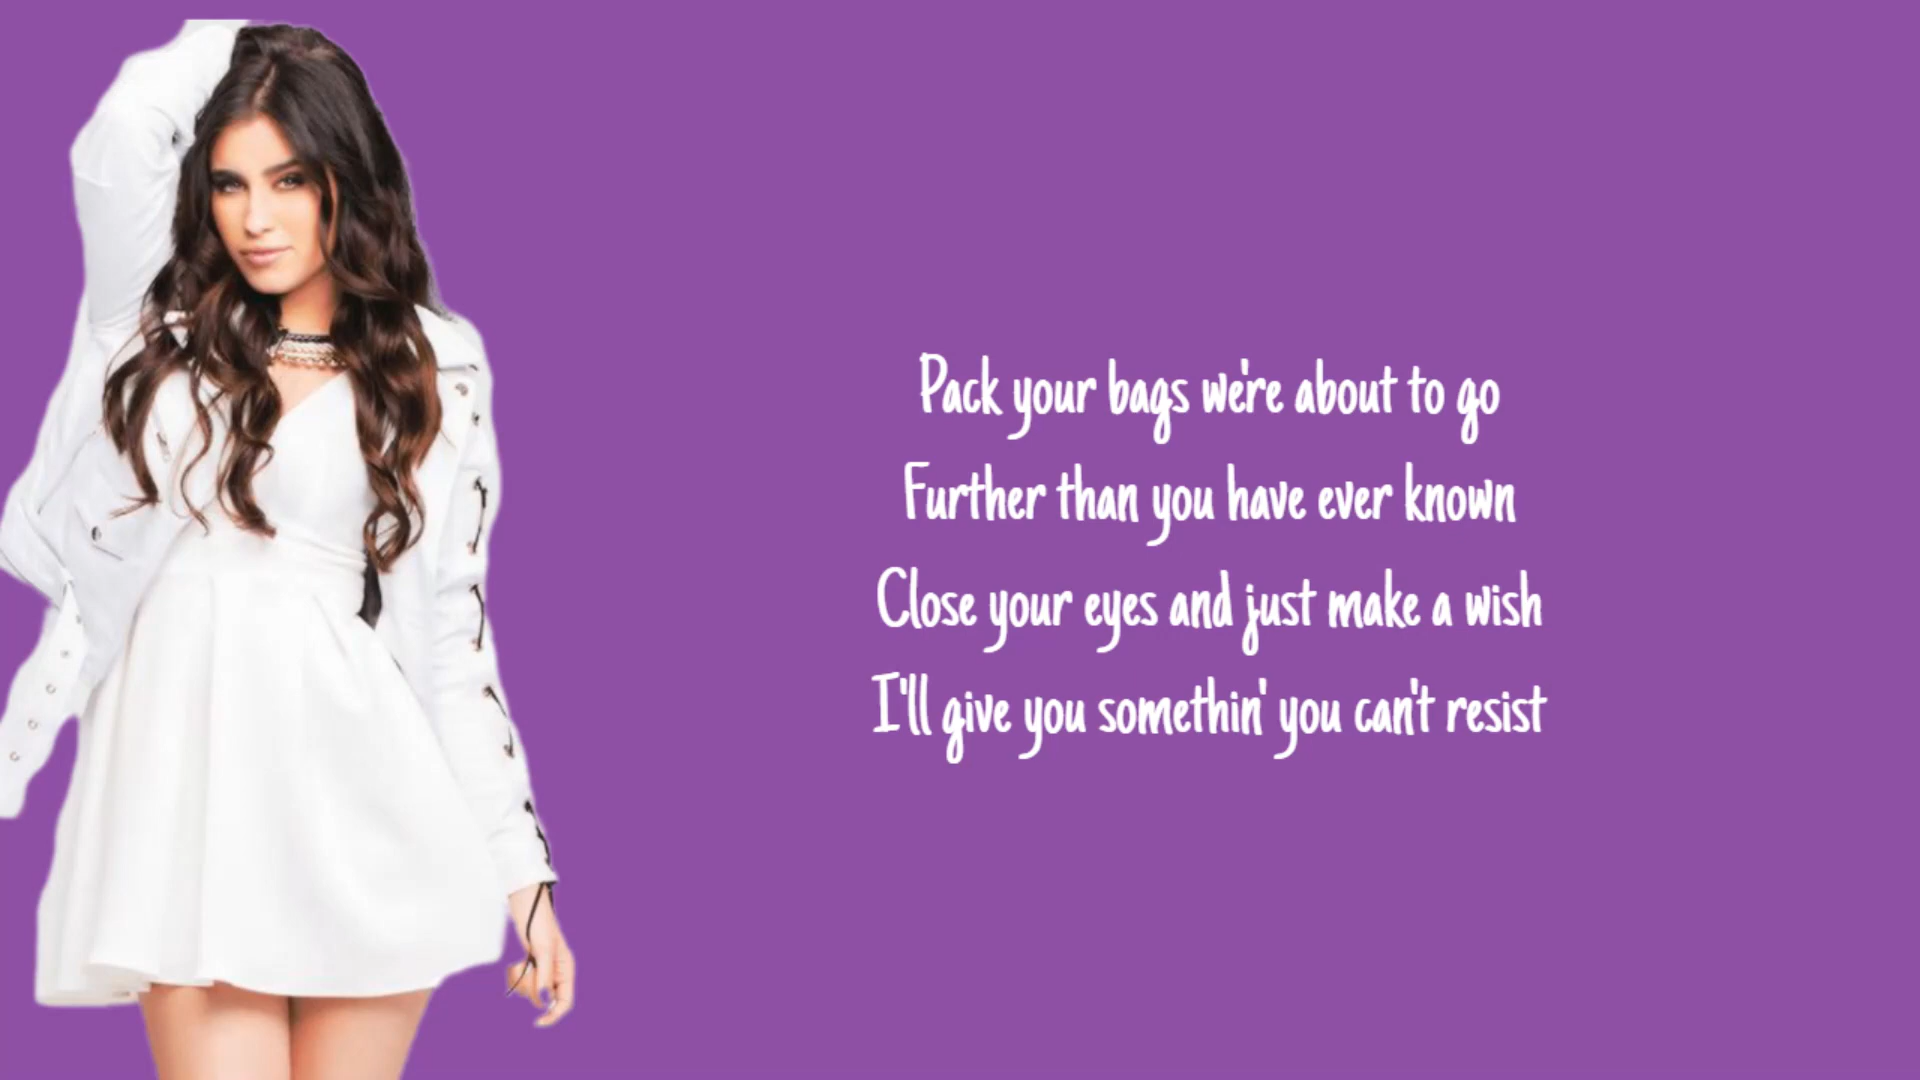 Pack your bags we're about to go
Further than you have ever known
Close your eyes and just make a wish
I'll give you somethin' you can't resist